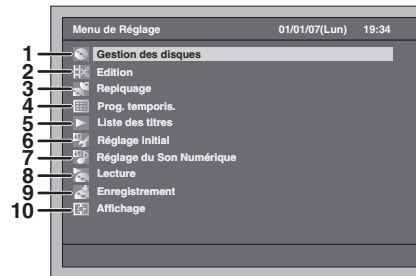 Menu de Réglage 01/01/07(Lun) 19:34
1 Gestion des disques
2 Edition
3 Repiquage
4 Prog. temporis.
5 Liste des titres
6 Réglage initial
7 Réglage du Son Numérique
8 Lecture
9 Enregistrement
10 Affichage